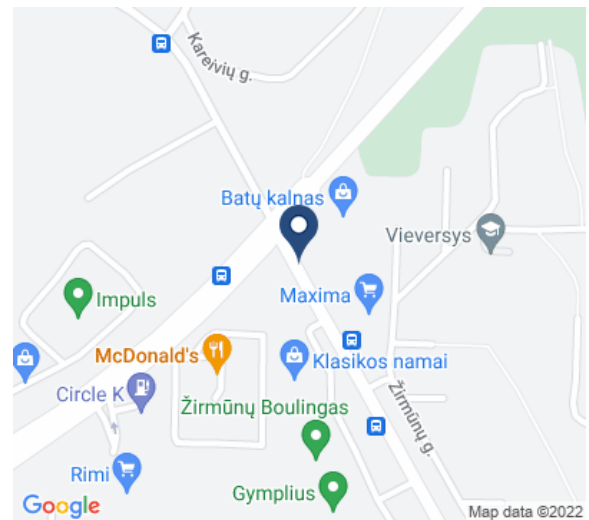 Kareivių g.
Batų kalnas
Vieversys
Maxima
Impuls
McDonald's
Klasikos namai
Circle K
Žirmūnų Boulingas
Žirmūnų g.
Rimi
Gymplius
Google
Map data ©2022